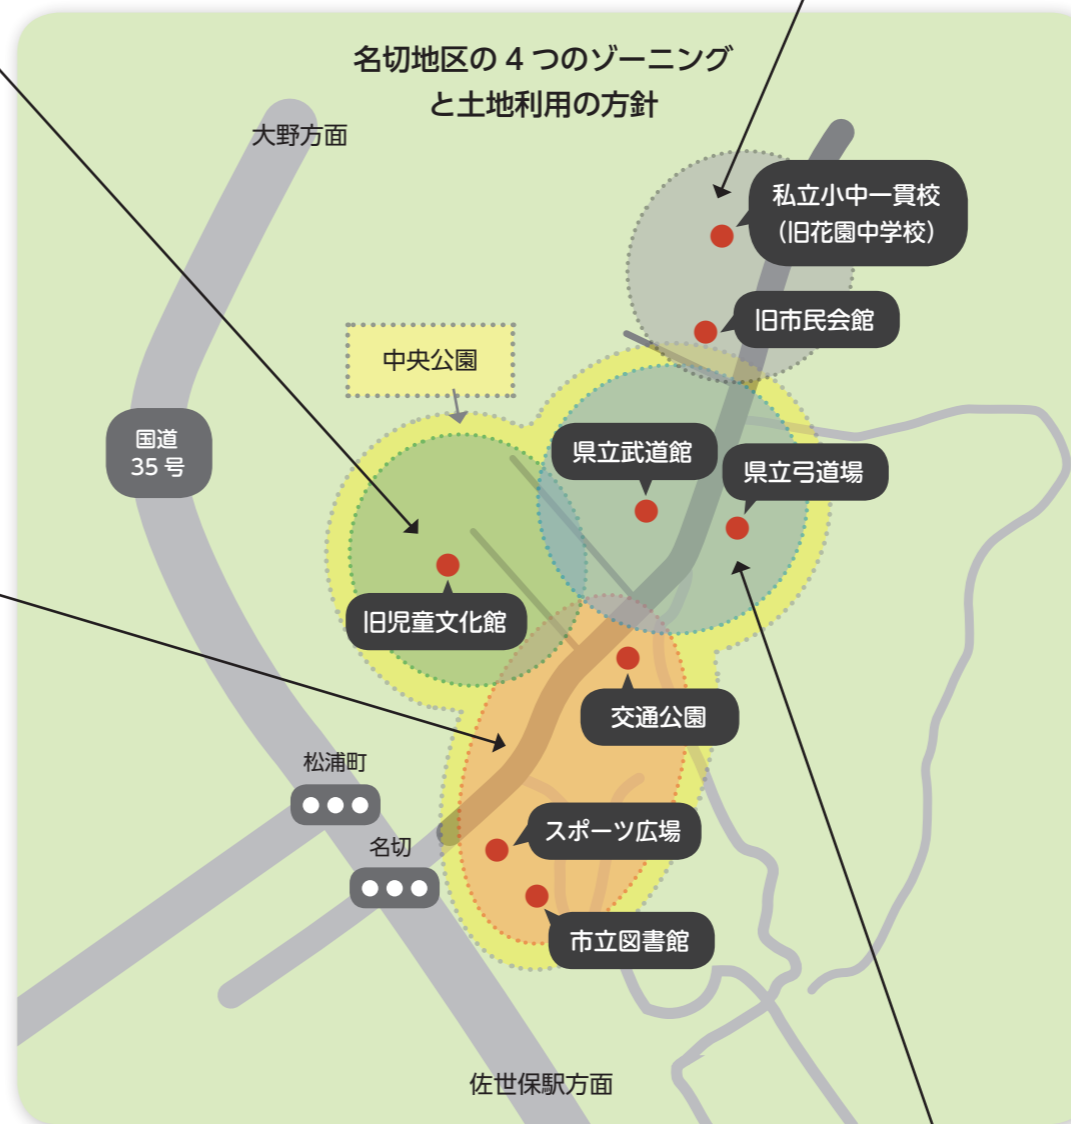 名切地区の4つのゾーニング
と土地利用の方針
大野方面
私立小中一貫校
(旧花園中学校)
旧市民会館
中央公園
国道
35号
県立武道館
県立弓道場
旧児童文化館
交通公園
松浦町
スポーツ広場
名切
市立図書館
佐世保駅方面